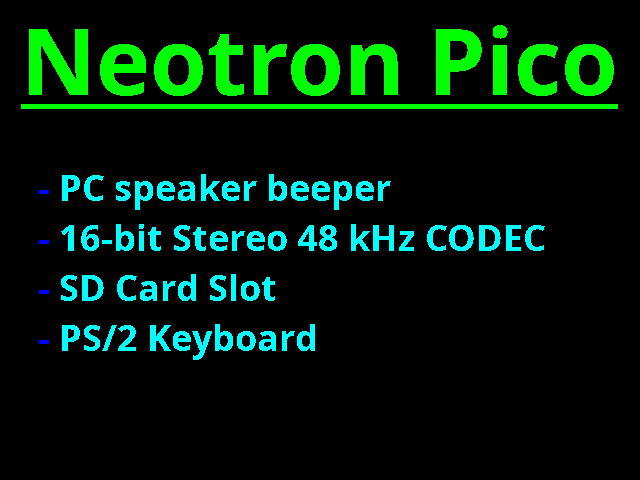 Neotron Pico
- PC speaker beeper
- 16-bit Stereo 48 kHz CODEC
- SD Card Slot
- PS/2 Keyboard